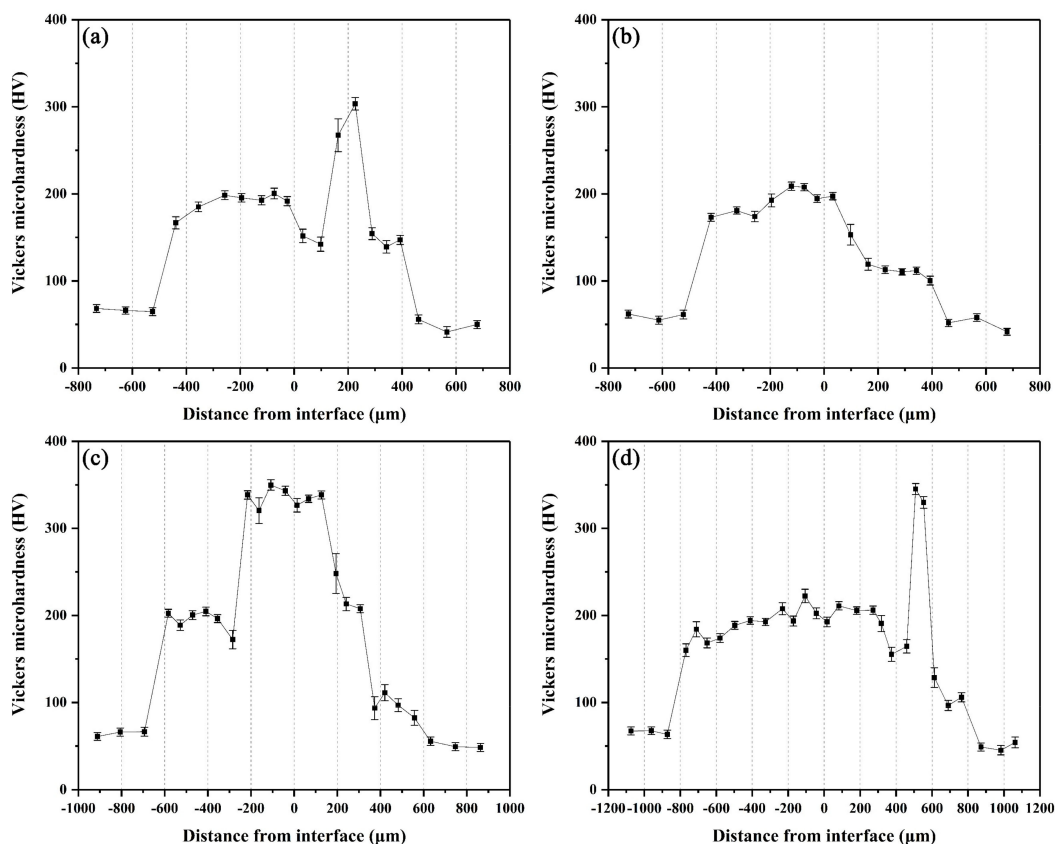 (a)
400
300
200
100
0
Vickers microhardness (HV)
-800 -600 -400 -200 0 200 400 600 800
Distance from interface (μm)
(b)
400
300
200
100
0
Vickers microhardness (HV)
-800 -600 -400 -200 0 200 400 600 800
Distance from interface (μm)
(c)
400
300
200
100
0
Vickers microhardness (HV)
-1000 -800 -600 -400 -200 0 200 400 600 800 1000
Distance from interface (μm)
(d)
400
300
200
100
0
Vickers microhardness (HV)
-1200 -1000 -800 -600 -400 -200 0 200 400 600 800 1000 1200
Distance from interface (μm)